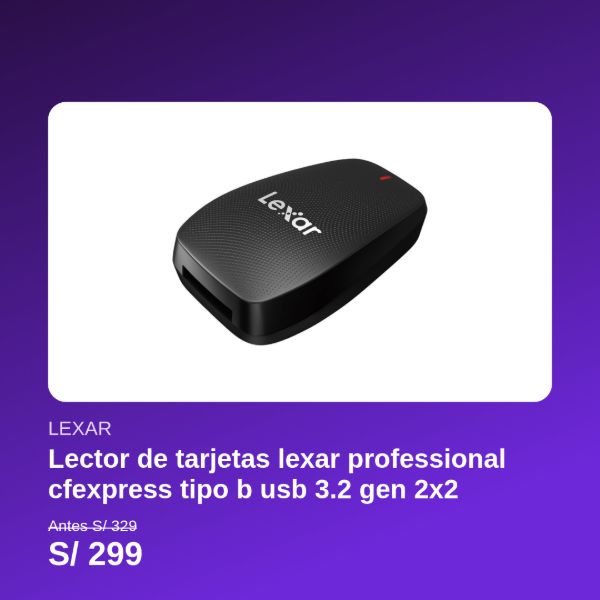 Lexar
LEXAR
Lector de tarjetas lexar professional
cfexpress tipo b usb 3.2 gen 2x2
Antes S/ 329
S/ 299